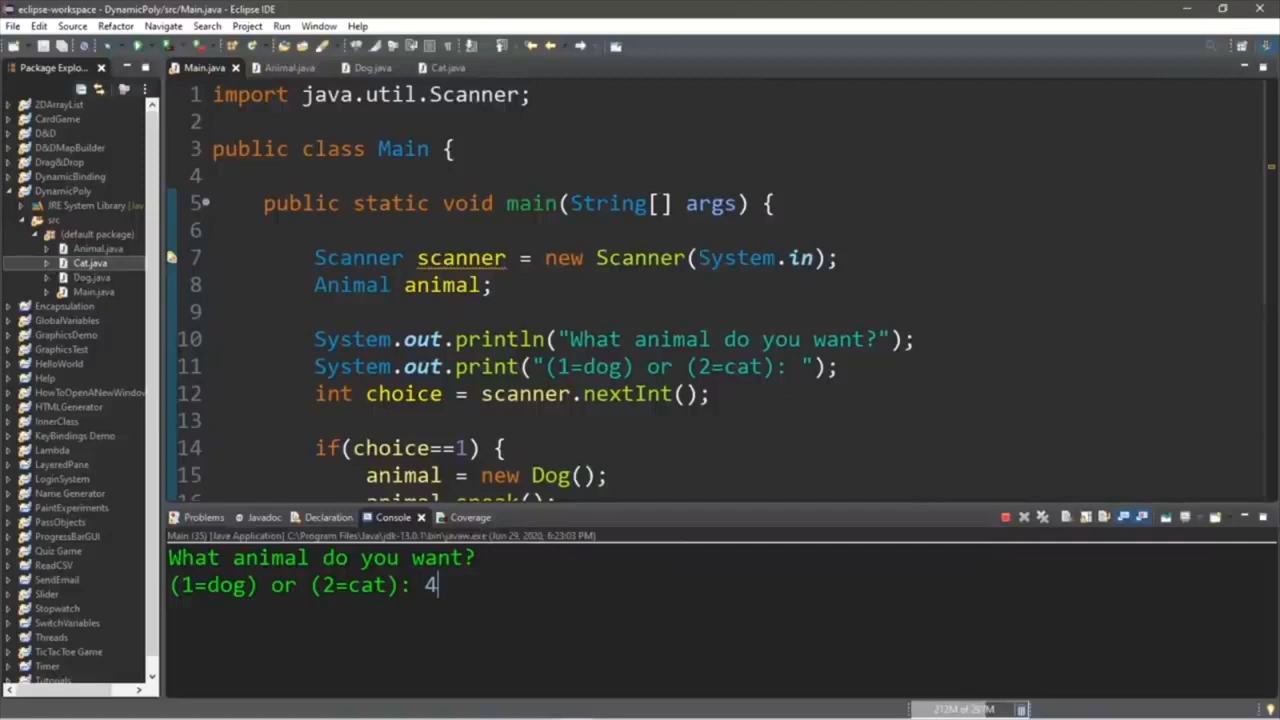 eclipse-workspace - DynamicPoly/src/Main.java - Eclipse IDE
File Edit Source Refactor Navigate Search Project Run Window Help
Package Explo...
Main.java Animal.java Dog.java Cat.java
2DArrayList
CardGame
D&D
D&DMapBuilder
Drag&Drop
DynamicBinding
DynamicPoly
JRE System Library [Jav
src
(default package)
Animal.java
Cat.java
Dog.java
Main.java
Encapsulation
GlobalVariables
GraphicsDemo
GraphicsTest
HelloWorld
Help
HowToOpenANewWindow
HTMLGenerator
InnerClass
KeyBindings Demo
Lambda
LayeredPane
LoginSystem
Name Generator
PaintExperiments
PassObjects
ProgressBarGUI
Quiz Game
ReadCSV
SendEmail
Slider
Stopwatch
SwitchVariables
Threads
TicTacToe Game
Timer
Tutorials
1 import java.util.Scanner;
2
3 public class Main {
4
5 public static void main(String[] args) {
6
7 Scanner scanner = new Scanner(System.in);
8 Animal animal;
9
10 System.out.println("What animal do you want?");
11 System.out.print("(1=dog) or (2=cat): ");
12 int choice = scanner.nextInt();
13
14 if(choice==1) {
15 animal = new Dog();
16 animal.speak();
Problems Javadoc Declaration Console Coverage
Main (35) [Java Application] C:\Program Files\Java\jdk-13.0.1\bin\javaw.exe (Jun 29, 2020, 6:23:03 PM)
What animal do you want?
(1=dog) or (2=cat): 4